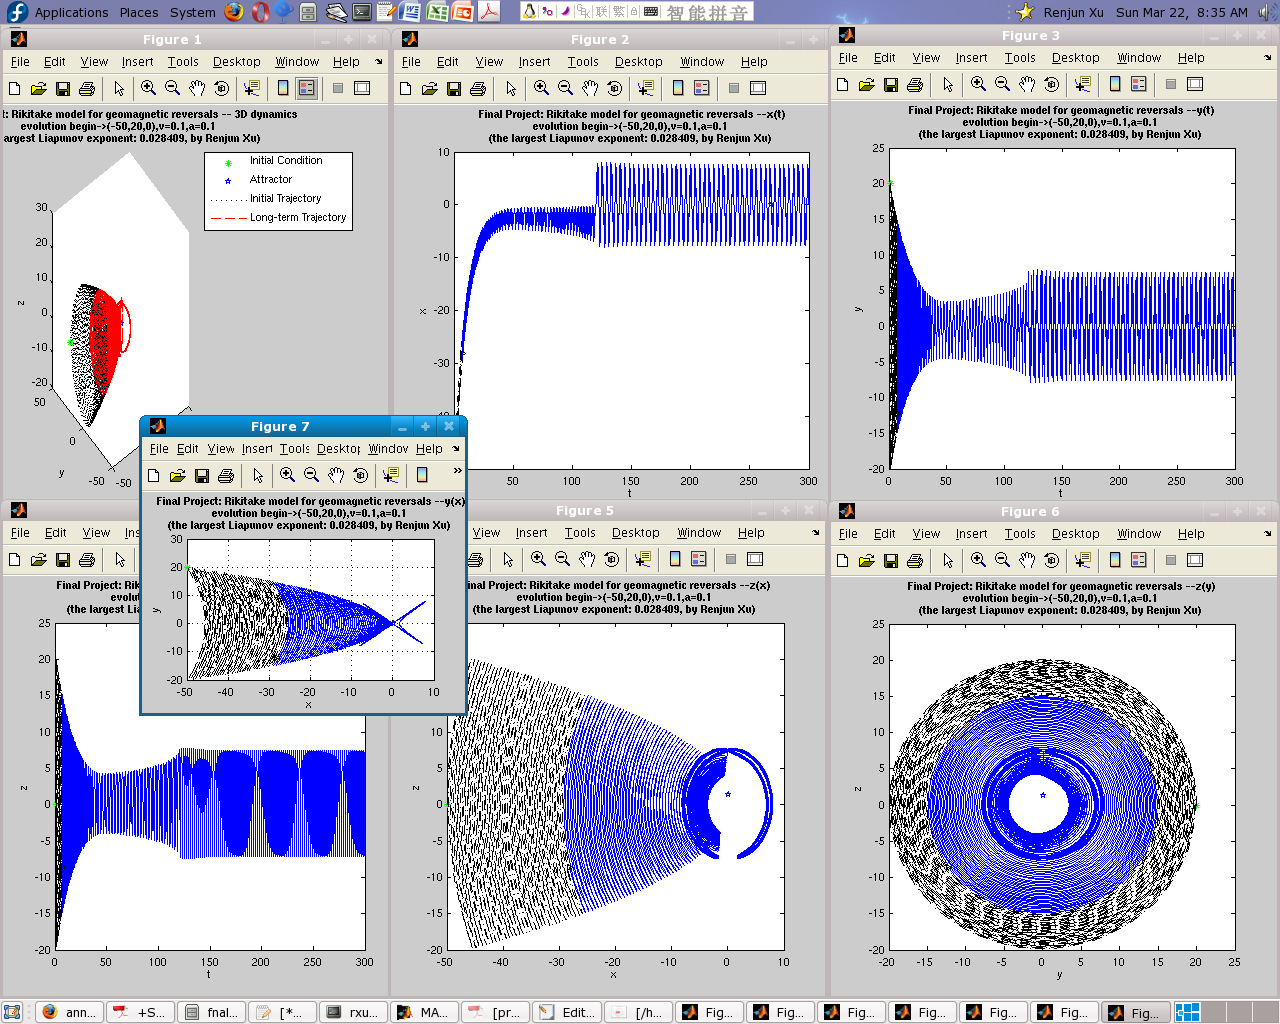 Applications Places System
智能拼音
Renjun Xu Sun Mar 22, 8:35 AM
Figure 1
File Edit View Insert Tools Desktop Window Help
: Rikitake model for geomagnetic reversals -- 3D dynamics
evolution begin->(-50,20,0),v=0.1,a=0.1
argest Liapunov exponent: 0.028409, by Renjun Xu)
Initial Condition
Attractor
Initial Trajectory
Long-term Trajectory
30
20
10
z
0
-10
-20
50
0
y
-50 -50
Figure 2
File Edit View Insert Tools Desktop Window Help
Final Project: Rikitake model for geomagnetic reversals --x(t)
evolution begin->(-50,20,0),v=0.1,a=0.1
(the largest Liapunov exponent: 0.028409, by Renjun Xu)
10
0
-10
-20
x
-30
-40
50 100 150 200 250 300
t
Figure 3
File Edit View Insert Tools Desktop Window Help
Final Project: Rikitake model for geomagnetic reversals --y(t)
evolution begin->(-50,20,0),v=0.1,a=0.1
(the largest Liapunov exponent: 0.028409, by Renjun Xu)
25
20
15
10
5
y
0
-5
-10
-15
-20
0 50 100 150 200 250 300
t
Figure 7
File Edit View Insert Tools Desktop Window Help
Final Project: Rikitake model for geomagnetic reversals --y(x)
evolution begin->(-50,20,0),v=0.1,a=0.1
(the largest Liapunov exponent: 0.028409, by Renjun Xu)
30
20
10
y
0
-10
-20
-50 -40 -30 -20 -10 0 10
x
File Edit View Ins
Final Project: Rik
evolu
(the largest Li
25
20
15
10
5
z
0
-5
-10
-15
-20
0 50 100 150 200 250 300
t
Figure 5
View Insert Tools Desktop Window Help
inal Project: Rikitake model for geomagnetic reversals --z(x)
evolution begin->(-50,20,0),v=0.1,a=0.1
(the largest Liapunov exponent: 0.028409, by Renjun Xu)
z
-20
-50 -40 -30 -20 -10 0 10
x
Figure 6
File Edit View Insert Tools Desktop Window Help
Final Project: Rikitake model for geomagnetic reversals --z(y)
evolution begin->(-50,20,0),v=0.1,a=0.1
(the largest Liapunov exponent: 0.028409, by Renjun Xu)
25
20
15
10
5
z
0
-5
-10
-15
-20
-20 -15 -10 -5 0 5 10 15 20 25
y
ann... +S... fnal... [*... rxu... MA... [pr... Edit... [/h... Fig... Fig... Fig... Fig... Fig... Fig... Fig...